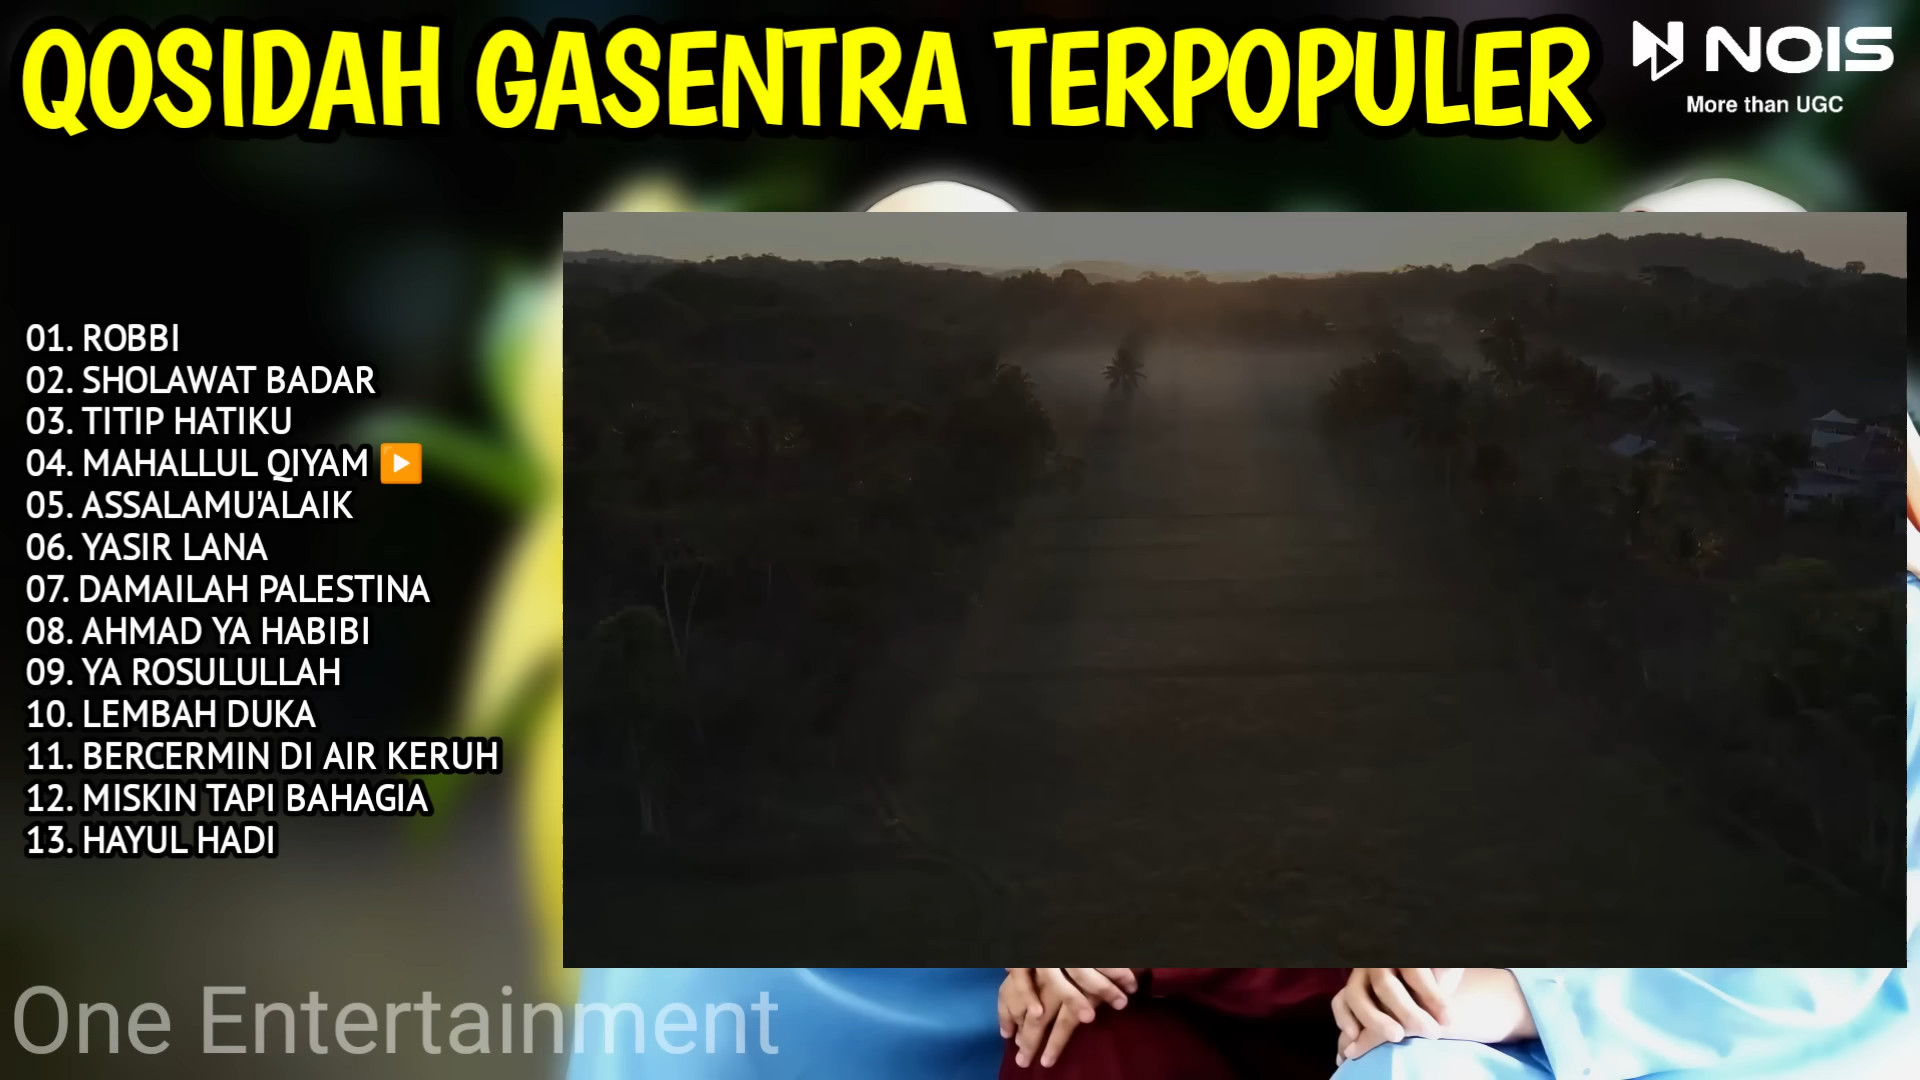 QOSIDAH GASENTRA TERPOPULER
NOIS
More than UGC
01. ROBBI
02. SHOLAWAT BADAR
03. TITIP HATIKU
04. MAHALLUL QIYAM ▶️
05. ASSALAMU'ALAIK
06. YASIR LANA
07. DAMAILAH PALESTINA
08. AHMAD YA HABIBI
09. YA ROSULULLAH
10. LEMBAH DUKA
11. BERCERMIN DI AIR KERUH
12. MISKIN TAPI BAHAGIA
13. HAYUL HADI
One Entertainment